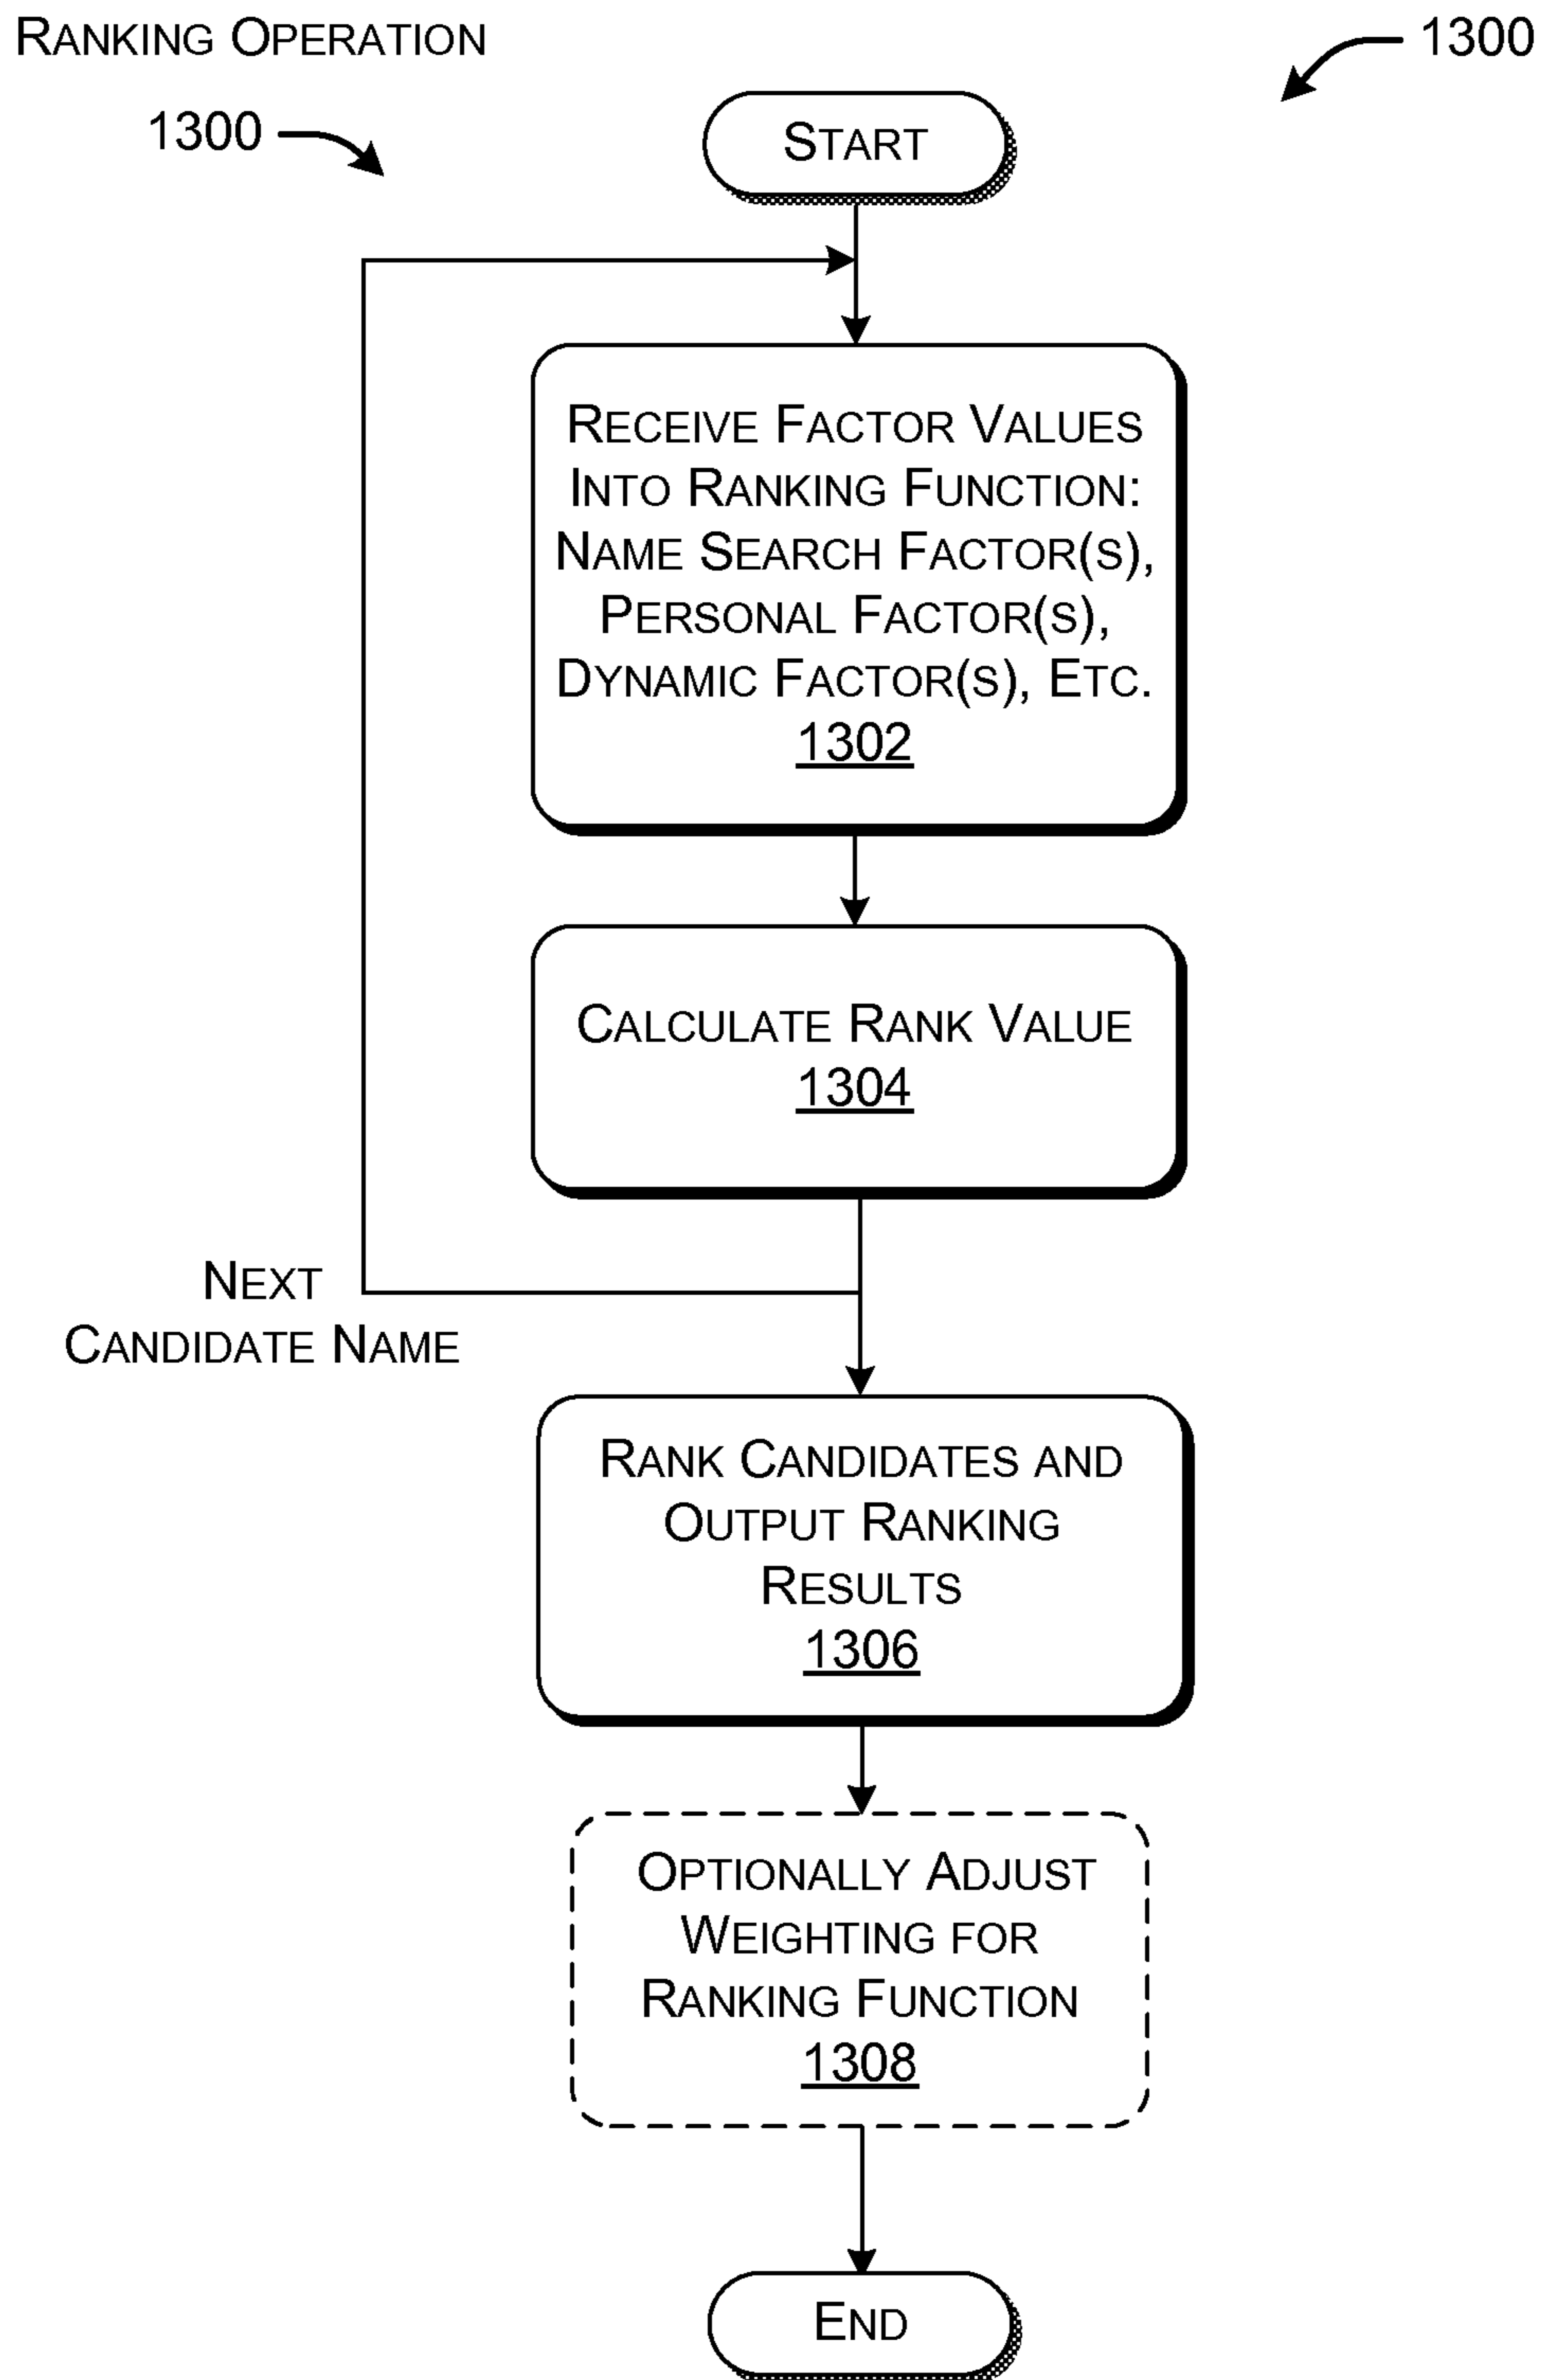 RANKING OPERATION
1300
1300
START
RECEIVE FACTOR VALUES
INTO RANKING FUNCTION:
NAME SEARCH FACTOR(S),
PERSONAL FACTOR(S),
DYNAMIC FACTOR(S), ETC.
1302
CALCULATE RANK VALUE
1304
NEXT
CANDIDATE NAME
RANK CANDIDATES AND
OUTPUT RANKING
RESULTS
1306
OPTIONALLY ADJUST
WEIGHTING FOR
RANKING FUNCTION
1308
END